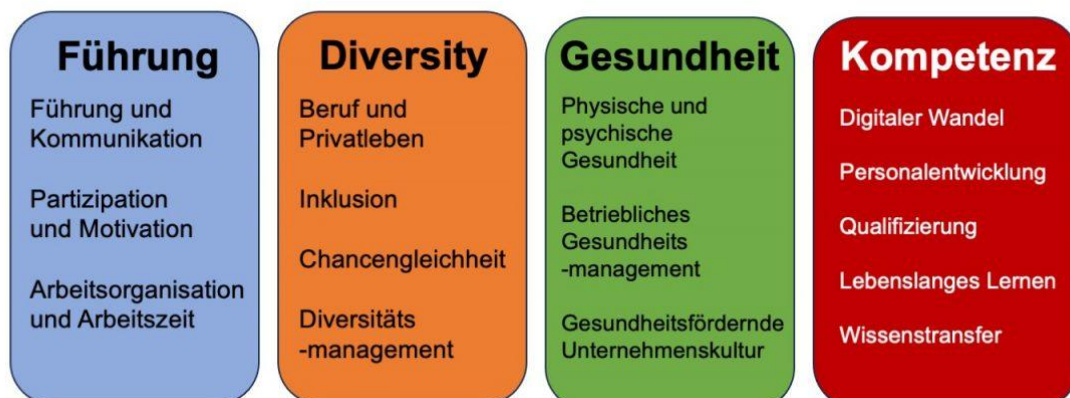 Führung
Führung und
Kommunikation
Partizipation
und Motivation
Arbeitsorganisation
und Arbeitszeit
Diversity
Beruf und
Privatleben
Inklusion
Chancengleichheit
Diversitäts
-management
Gesundheit
Physische und
psychische
Gesundheit
Betriebliches
Gesundheits
-management
Gesundheitsfördernde
Unternehmenskultur
Kompetenz
Digitaler Wandel
Personalentwicklung
Qualifizierung
Lebenslanges Lernen
Wissenstransfer